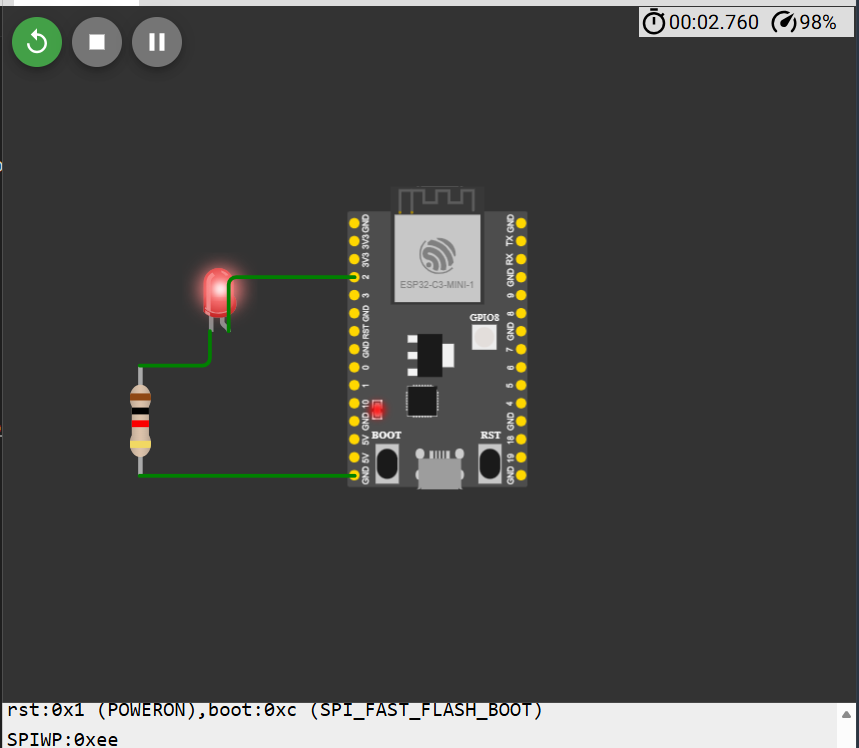 00:02.760 98%
ESP32-C3-MINI-1
GND
3V3
3V3
2
3
GND
RST
GND
0
1
10
GND
5V
5V
GND
GND
TX
RX
GND
9
8
GND
7
6
5
4
GND
18
19
GND
GPIO8
BOOT
RST
rst:0x1 (POWERON),boot:0xc (SPI_FAST_FLASH_BOOT)
SPIWP:0xee